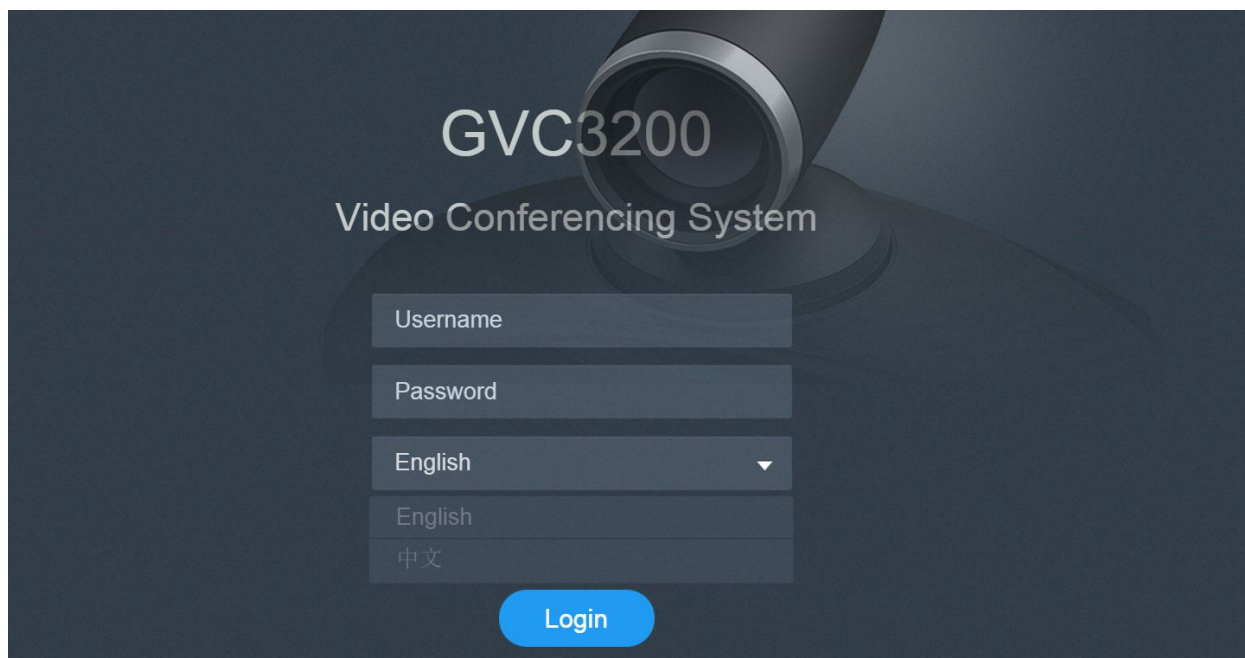 GVC3200
Video Conferencing System
Username
Password
English
English
中文
Login